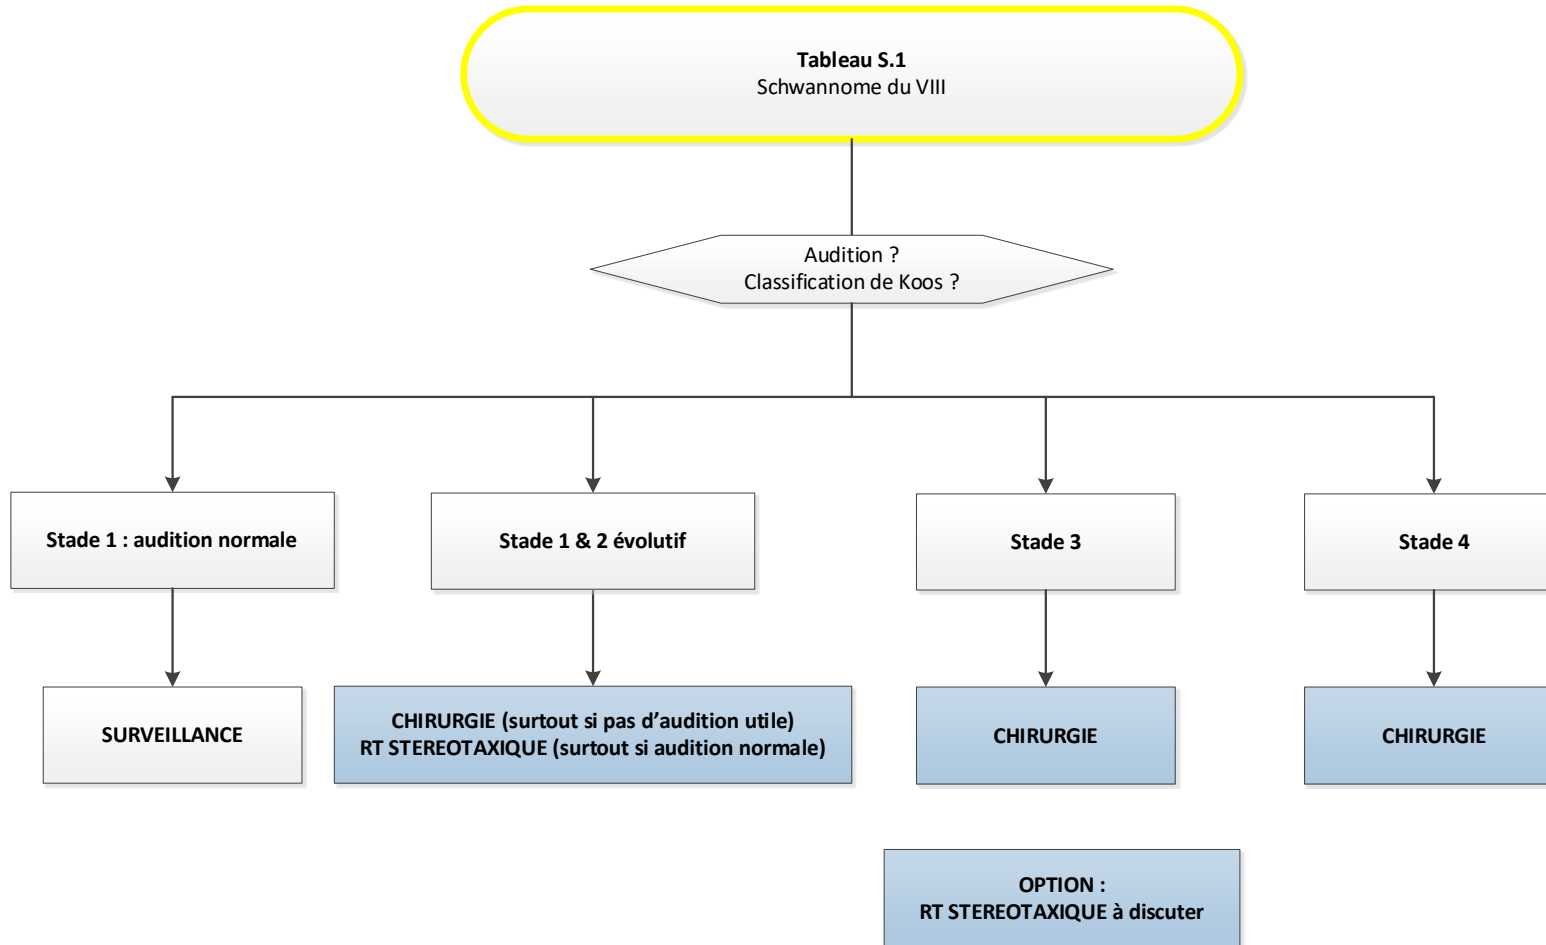 Tableau S.1
Schwannome du VIII
Audition ?
Classification de Koos ?
Stade 1 : audition normale
Stade 1 & 2 évolutif
Stade 3
Stade 4
SURVEILLANCE
CHIRURGIE (surtout si pas d’audition utile)
RT STEREOTAXIQUE (surtout si audition normale)
CHIRURGIE
CHIRURGIE
OPTION :
RT STEREOTAXIQUE à discuter